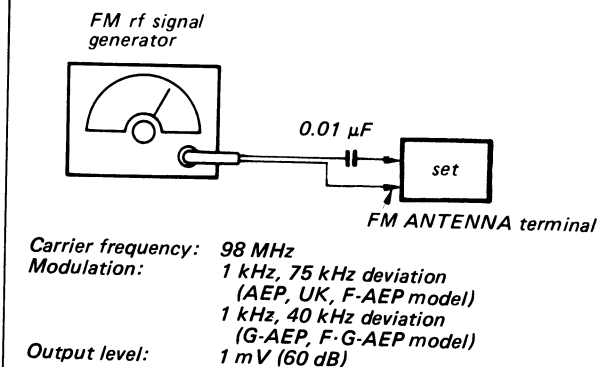 FM rf signal
generator
0.01 µF
set
FM ANTENNA terminal
Carrier frequency: 98 MHz
Modulation: 1 kHz, 75 kHz deviation
(AEP, UK, F-AEP model)
1 kHz, 40 kHz deviation
(G-AEP, F·G-AEP model)
Output level: 1 mV (60 dB)